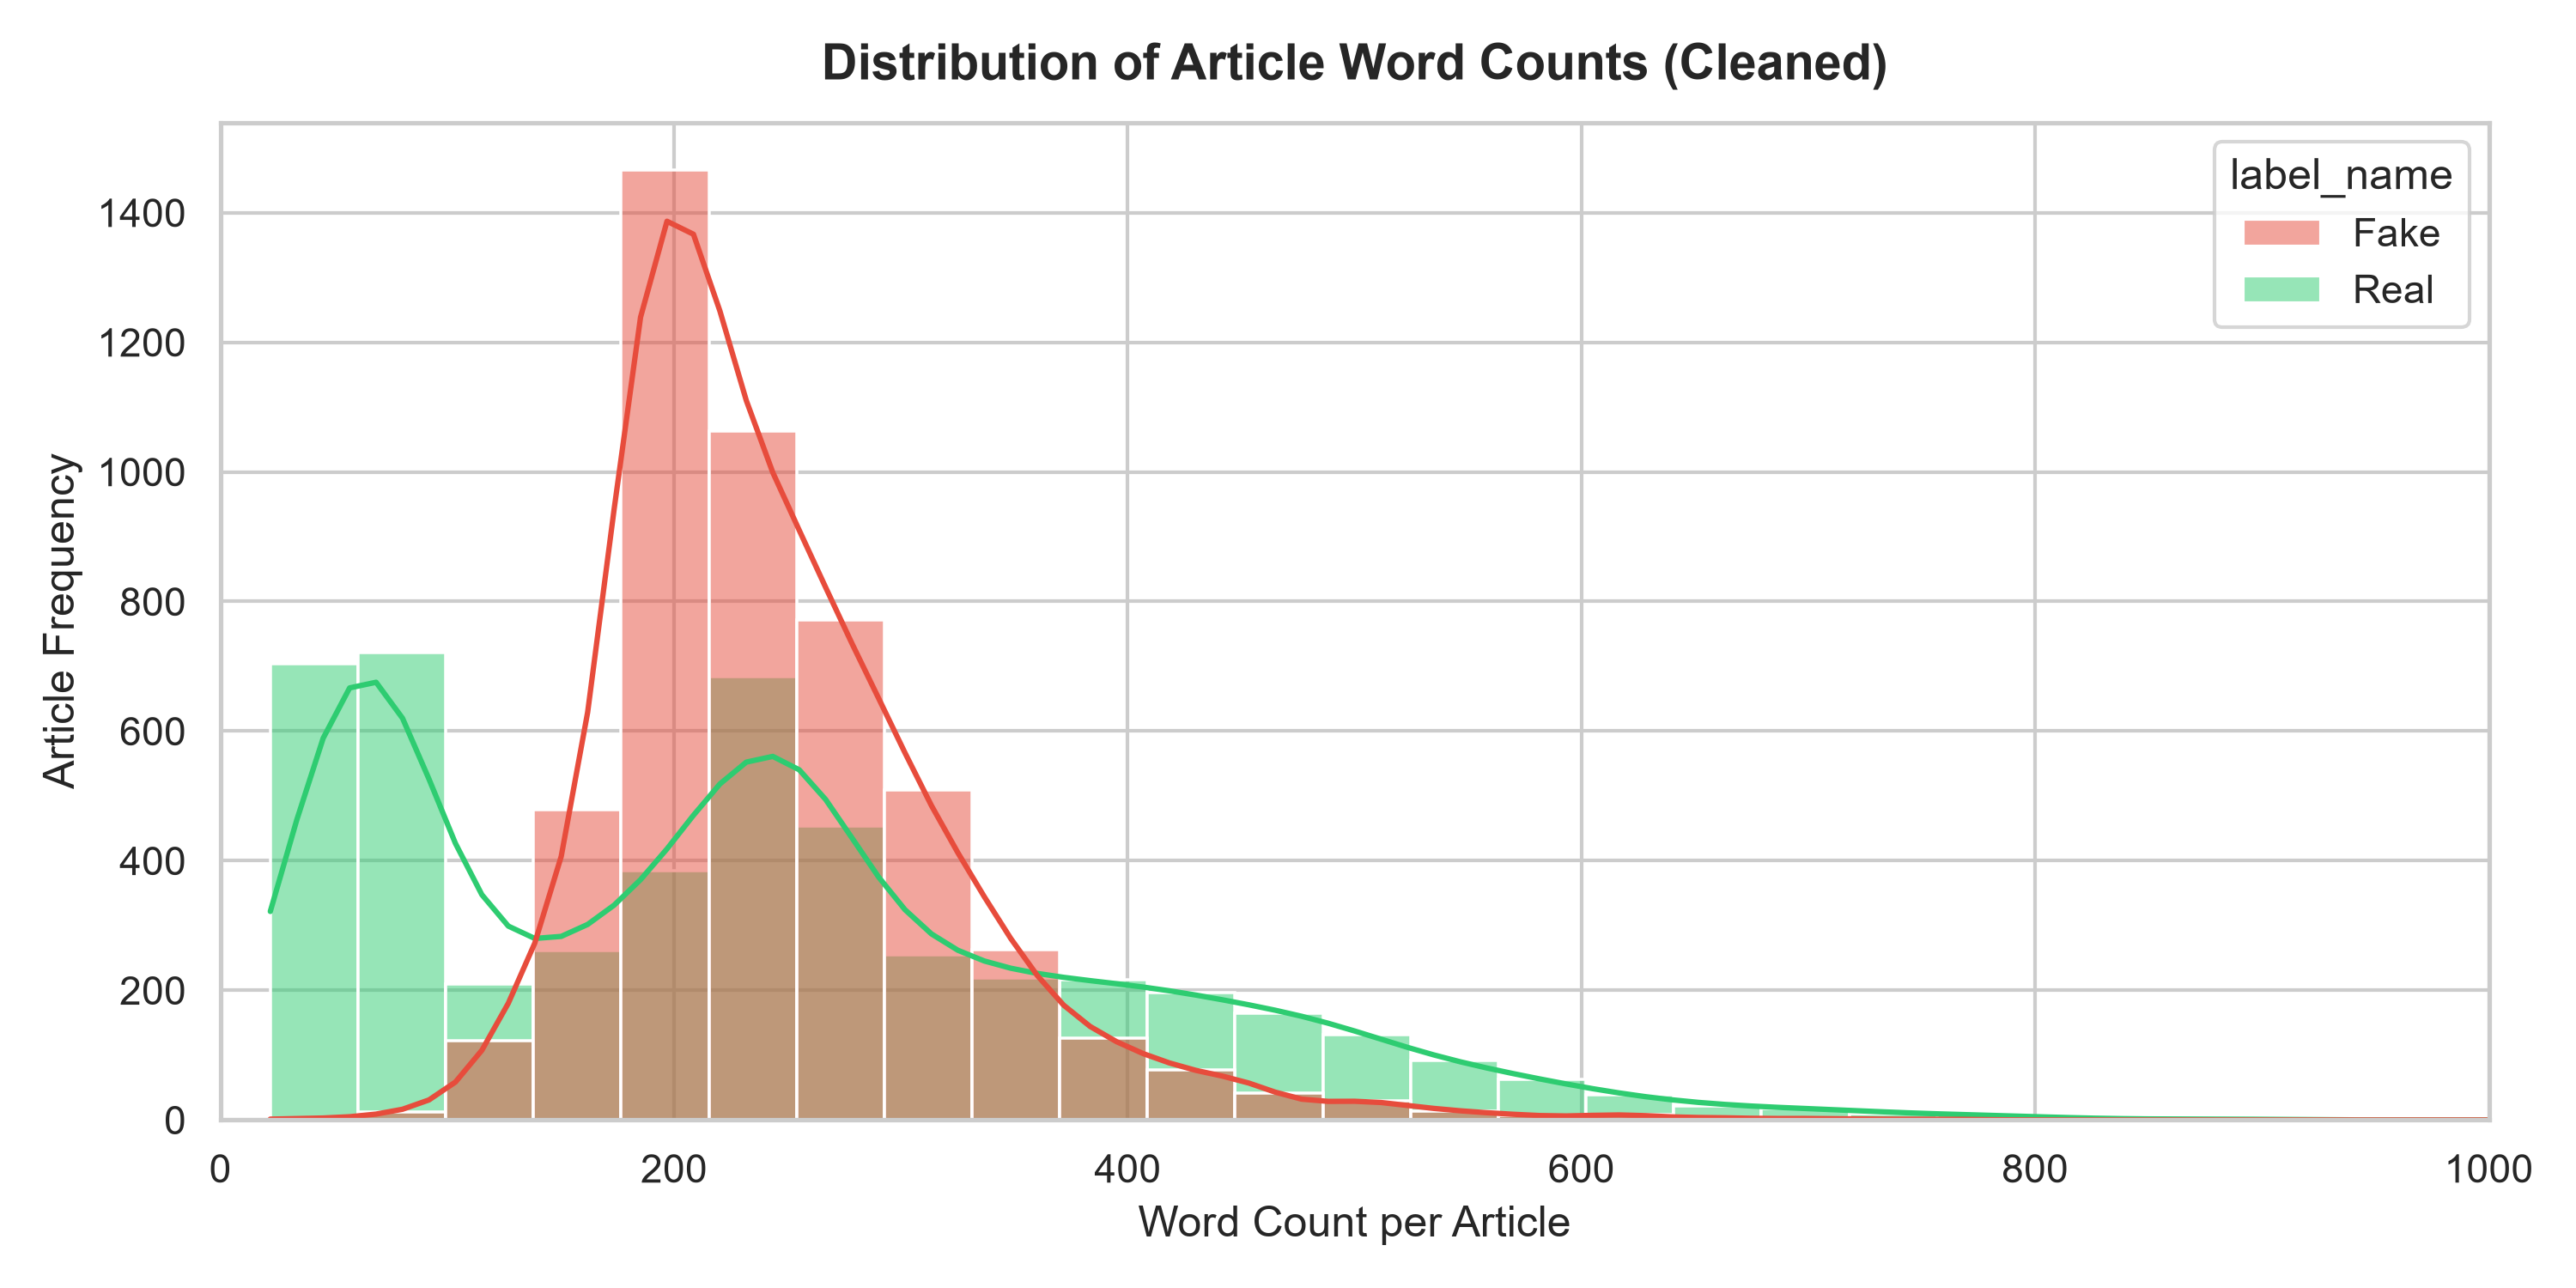 Distribution of Article Word Counts (Cleaned)
label_name
Fake
Real
Article Frequency
1400
1200
1000
800
600
400
200
0
0 200 400 600 800 1000
Word Count per Article